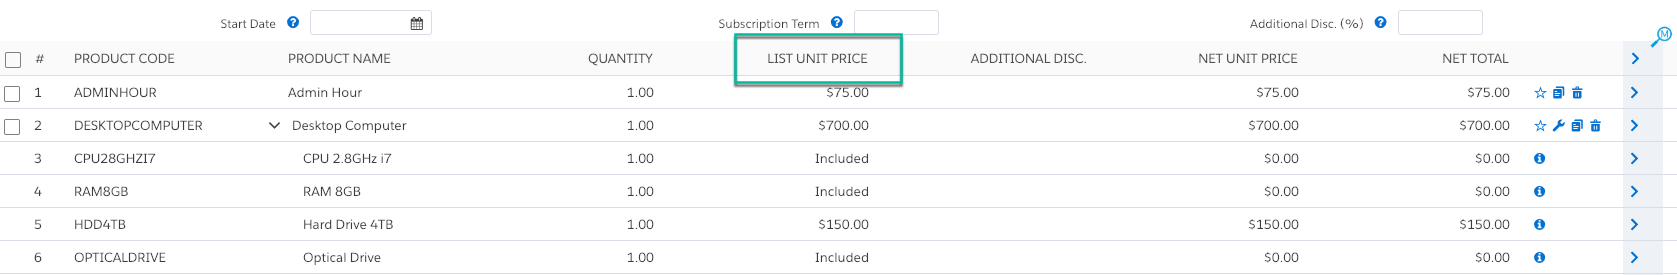 Start Date Subscription Term Additional Disc. (%)
# PRODUCT CODE PRODUCT NAME QUANTITY LIST UNIT PRICE ADDITIONAL DISC. NET UNIT PRICE NET TOTAL
1 ADMINHOUR Admin Hour 1.00 $75.00 $75.00 $75.00
2 DESKTOPCOMPUTER Desktop Computer 1.00 $700.00 $700.00 $700.00
3 CPU28GHZI7 CPU 2.8GHz i7 1.00 Included $0.00 $0.00
4 RAM8GB RAM 8GB 1.00 Included $0.00 $0.00
5 HDD4TB Hard Drive 4TB 1.00 $150.00 $150.00 $150.00
6 OPTICALDRIVE Optical Drive 1.00 Included $0.00 $0.00